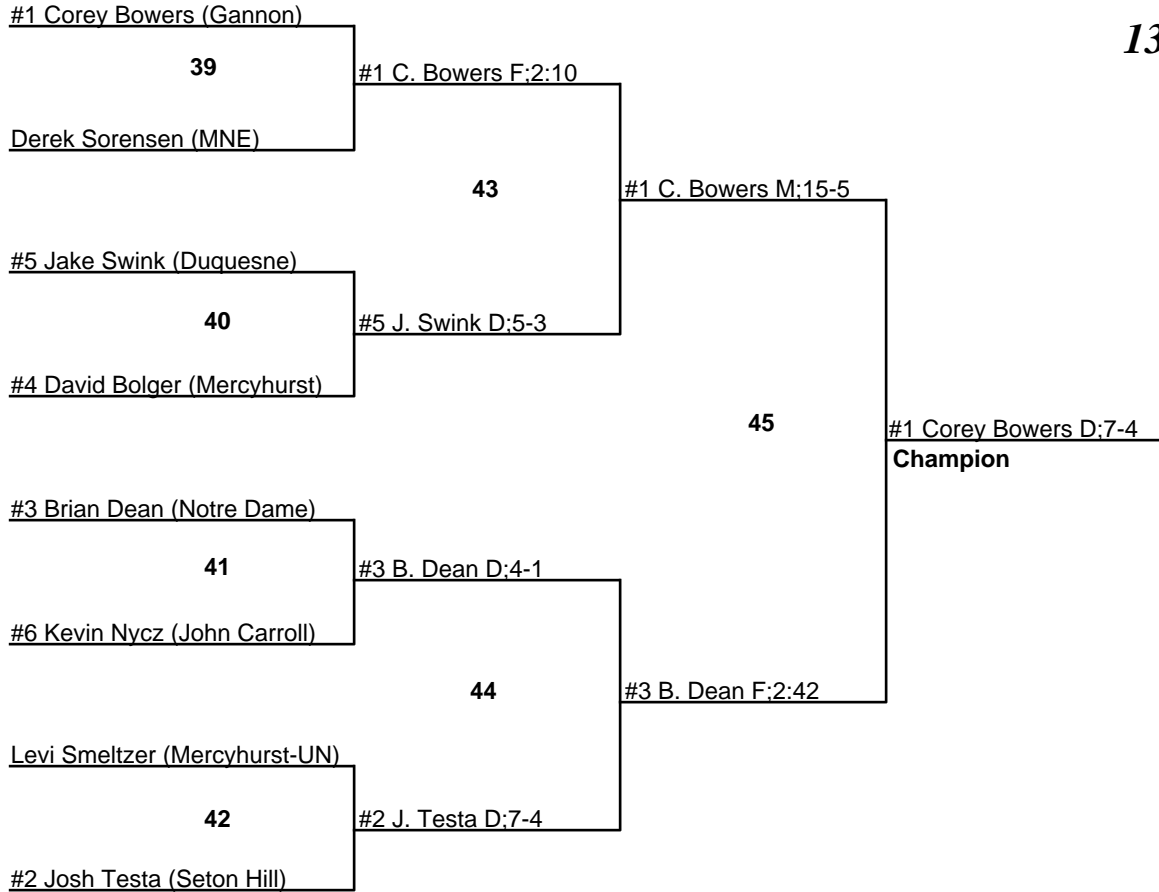 #1 Corey Bowers (Gannon)
13
39
#1 C. Bowers F;2:10
Derek Sorensen (MNE)
43
#1 C. Bowers M;15-5
#5 Jake Swink (Duquesne)
40
#5 J. Swink D;5-3
#4 David Bolger (Mercyhurst)
45
#1 Corey Bowers D;7-4
Champion
#3 Brian Dean (Notre Dame)
41
#3 B. Dean D;4-1
#6 Kevin Nycz (John Carroll)
44
#3 B. Dean F;2:42
Levi Smeltzer (Mercyhurst-UN)
42
#2 J. Testa D;7-4
#2 Josh Testa (Seton Hill)